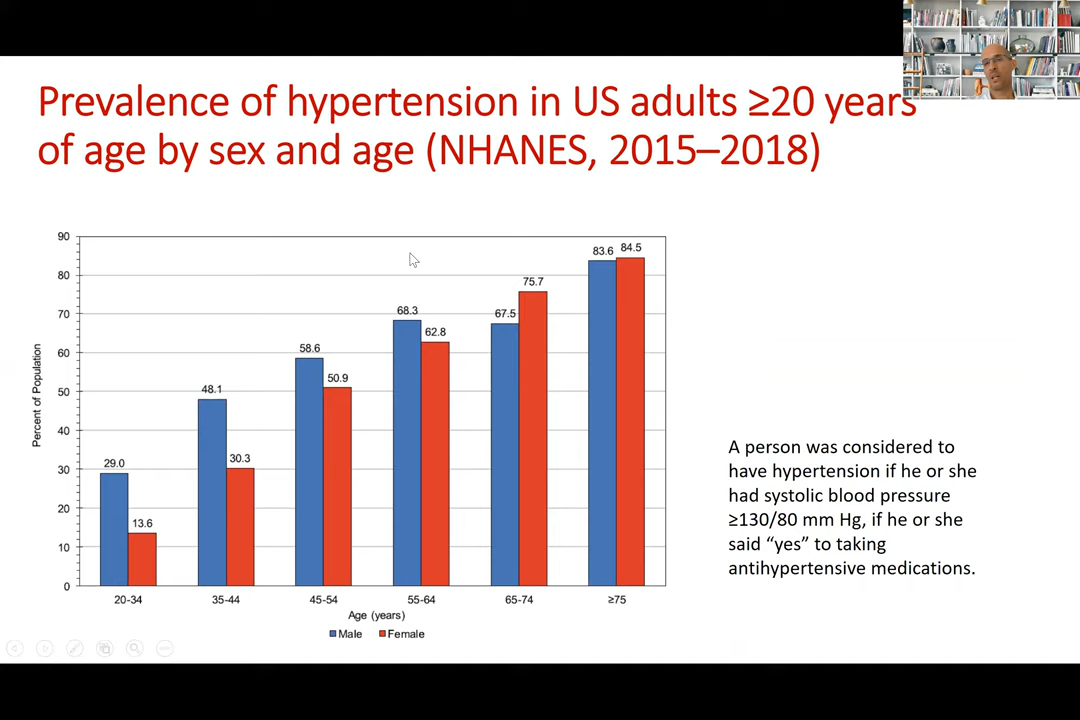 Prevalence of hypertension in US adults ≥20 years
of age by sex and age (NHANES, 2015–2018)
90
80
70
60
50
40
30
20
10
0
Percent of Population
29.0
13.6
48.1
30.3
58.6
50.9
68.3
62.8
67.5
75.7
83.6
84.5
20-34
35-44
45-54
55-64
65-74
≥75
Age (years)
Male
Female
A person was considered to
have hypertension if he or she
had systolic blood pressure
≥130/80 mm Hg, if he or she
said “yes” to taking
antihypertensive medications.